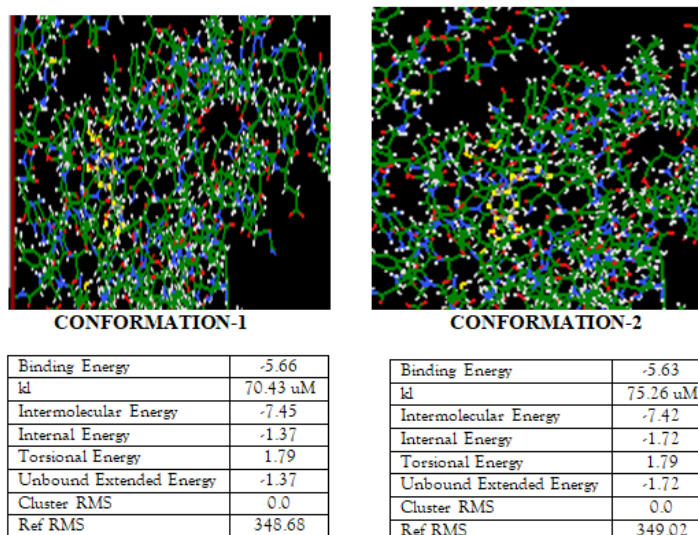 CONFORMATION-1
Binding Energy -5.66
kl 70.43 uM
Intermolecular Energy -7.45
Internal Energy -1.37
Torsional Energy 1.79
Unbound Extended Energy -1.37
Cluster RMS 0.0
Ref RMS 348.68
CONFORMATION-2
Binding Energy -5.63
kl 75.26 uM
Intermolecular Energy -7.42
Internal Energy -1.72
Torsional Energy 1.79
Unbound Extended Energy -1.72
Cluster RMS 0.0
Ref RMS 349.02